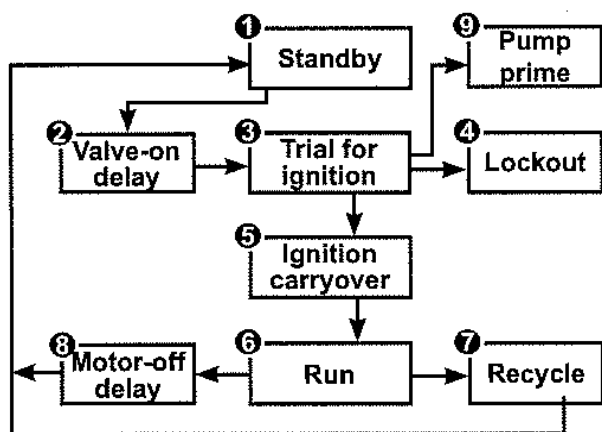 1
Standby
9
Pump
prime
2
Valve-on
delay
3
Trial for
ignition
4
Lockout
5
Ignition
carryover
8
Motor-off
delay
6
Run
7
Recycle